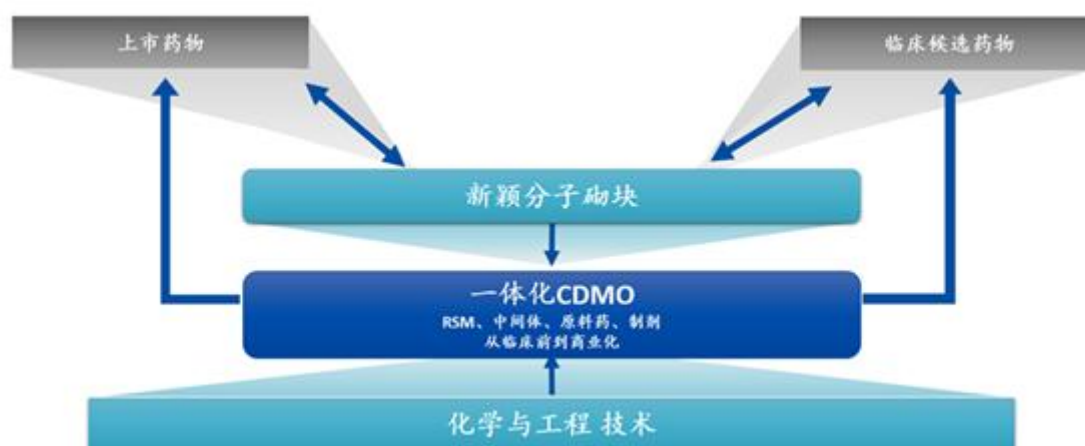 上市药物
临床候选药物
新颖分子砌块
一体化CDMO
RSM、中间体、原料药、制剂
从临床前到商业化
化学与工程 技术